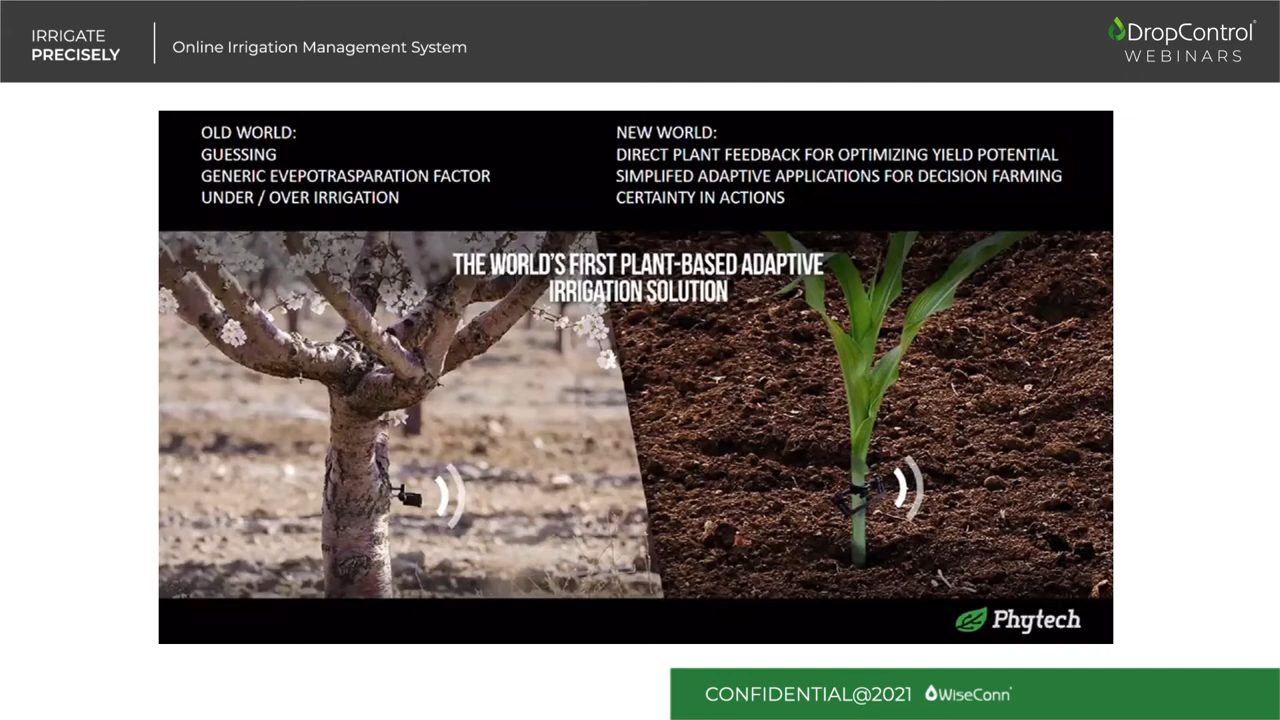 IRRIGATE
PRECISELY
Online Irrigation Management System
DropControl
WEBINARS
OLD WORLD:
GUESSING
GENERIC EVEPOTRASPARATION FACTOR
UNDER / OVER IRRIGATION
NEW WORLD:
DIRECT PLANT FEEDBACK FOR OPTIMIZING YIELD POTENTIAL
SIMPLIFED ADAPTIVE APPLICATIONS FOR DECISION FARMING
CERTAINTY IN ACTIONS
THE WORLD'S FIRST PLANT-BASED ADAPTIVE
IRRIGATION SOLUTION
Phytech
CONFIDENTIAL@2021 WiseConn